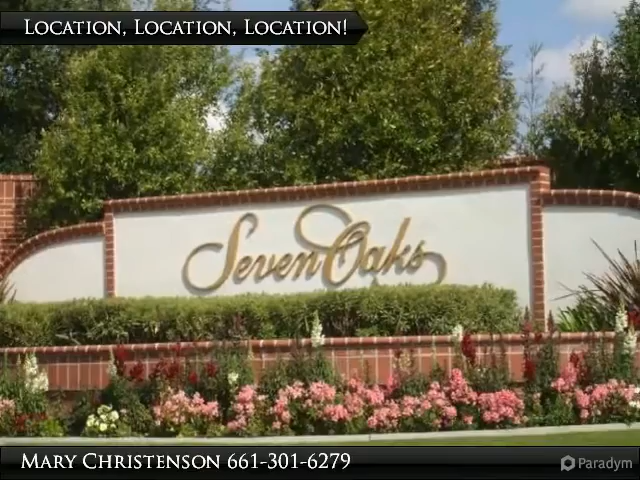 Location, Location, Location!
Seven Oaks
Mary Christenson 661-301-6279
Paradym